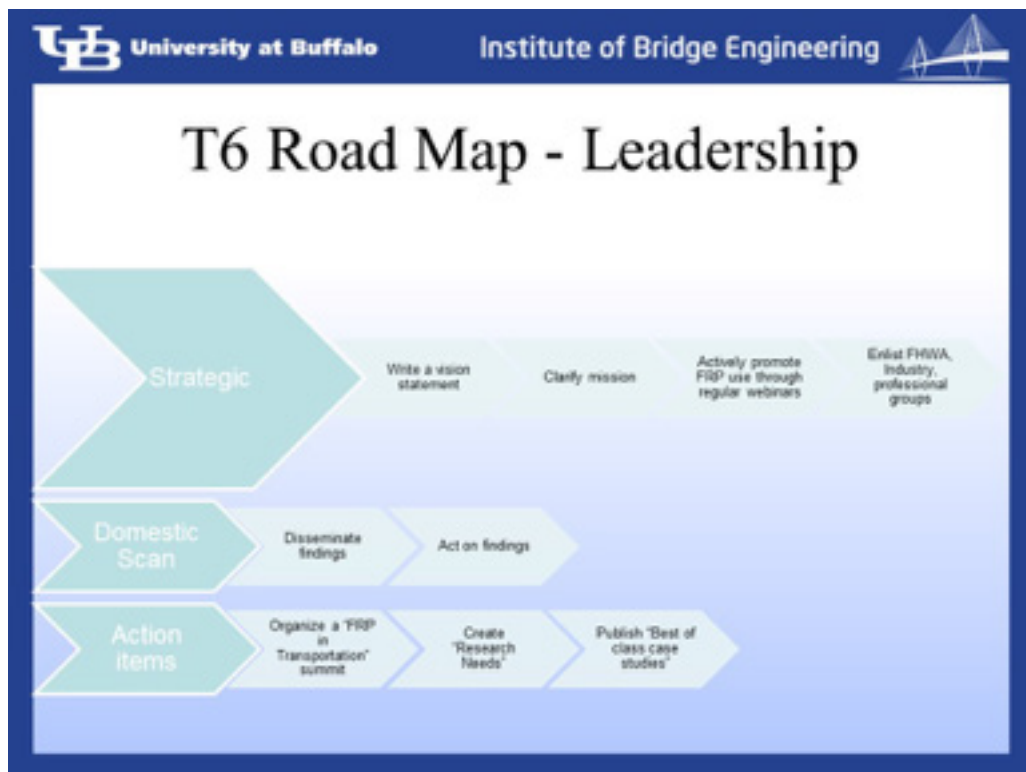 UB University at Buffalo
Institute of Bridge Engineering
T6 Road Map - Leadership
Strategic
Write a vision
statement
Clarify mission
Actively promote
FRP use through
regular webinars
Enlist FHWA,
Industry,
professional
groups
Domestic
Scan
Disseminate
findings
Act on findings
Action
items
Organize a "FRP
in
Transportation"
summit
Create
"Research
Needs"
Publish "Best of
class case
studies"